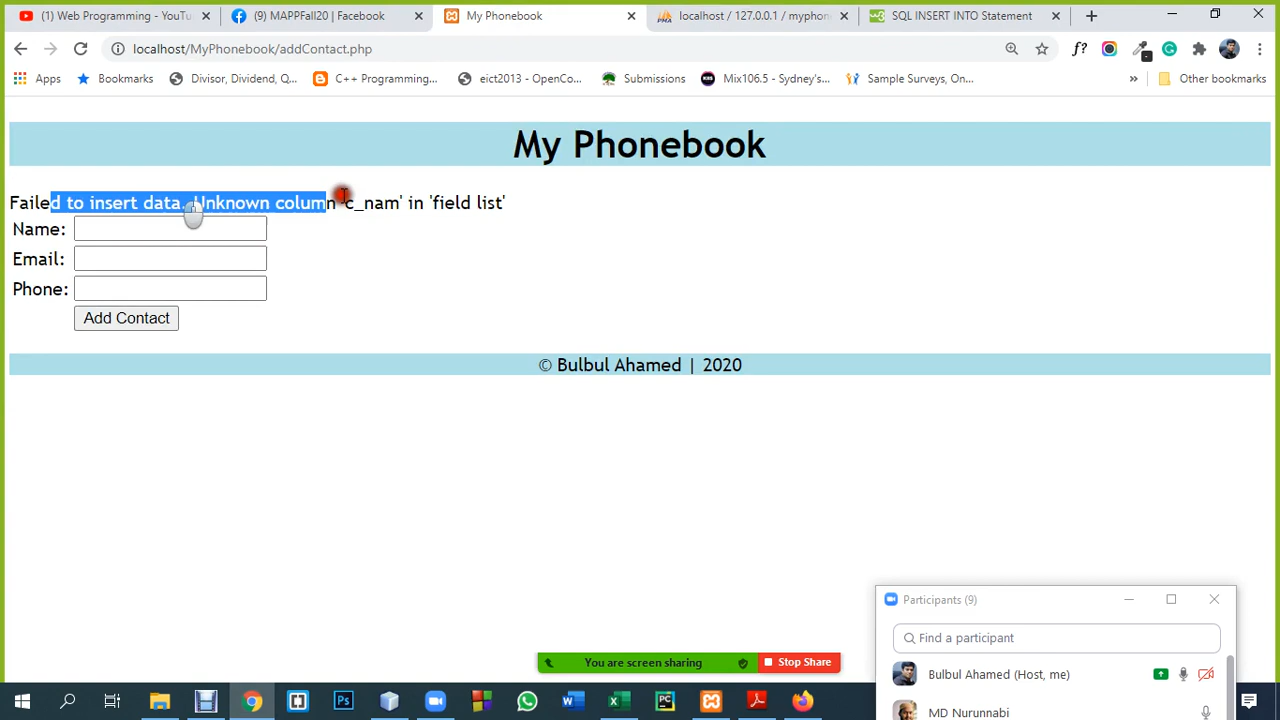 (1) Web Programming - YouTu
(9) MAPPFall20 | Facebook
My Phonebook
localhost / 127.0.0.1 / myphon
SQL INSERT INTO Statement
localhost/MyPhonebook/addContact.php
Apps
Bookmarks
Divisor, Dividend, Q...
C++ Programming...
eict2013 - OpenCo...
Submissions
Mix106.5 - Sydney's...
Sample Surveys, On...
»
Other bookmarks
My Phonebook
Failed to insert data. Unknown column 'c_nam' in 'field list'
Name:
Email:
Phone:
Add Contact
© Bulbul Ahamed | 2020
Participants (9)
Find a participant
Bulbul Ahamed (Host, me)
MD Nurunnabi
You are screen sharing
Stop Share